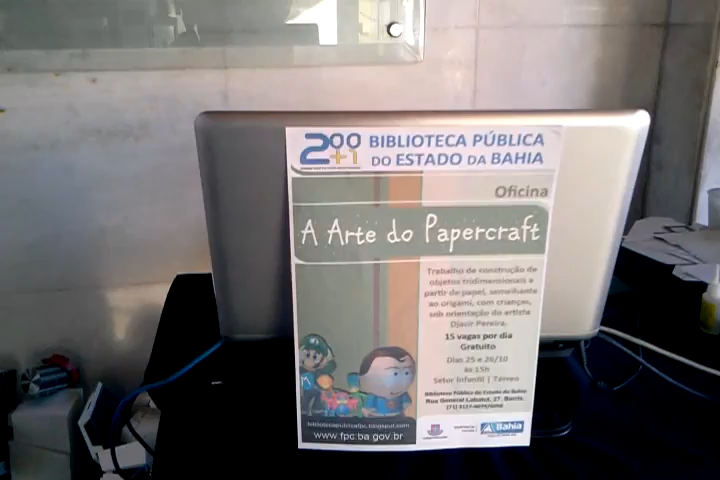 200+1 BIBLIOTECA PÚBLICA
DO ESTADO DA BAHIA
Oficina
A Arte do Papercraft
Trabalho de construção de
objetos tridimensionais a
partir de papel, semelhante
ao origami, com crianças,
sob orientação do artista
Djacir Pereira.
15 vagas por dia
Gratuito
Dias 25 e 26/10
às 15h
Setor Infantil | Térreo
Biblioteca Pública do Estado da Bahia
Rua General Labatut, 27. Barris.
www.fpc.ba.gov.br
Bahia